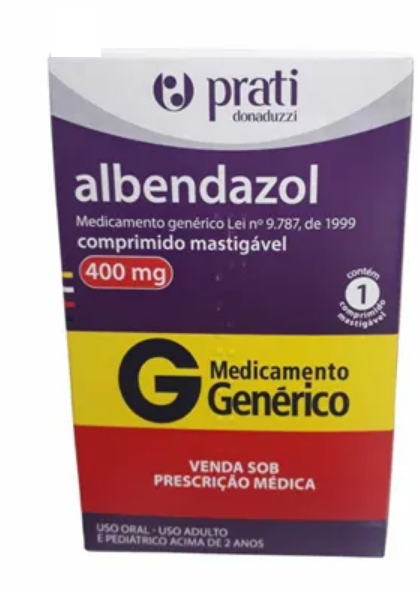 prati
donaduzzi
albendazol
Medicamento genérico Lei nº 9.787, de 1999
comprimido mastigável
400 mg
contém
1
comprimido
mastigável
G Medicamento
Genérico
VENDA SOB
PRESCRIÇÃO MÉDICA
USO ORAL - USO ADULTO
E PEDIÁTRICO ACIMA DE 2 ANOS